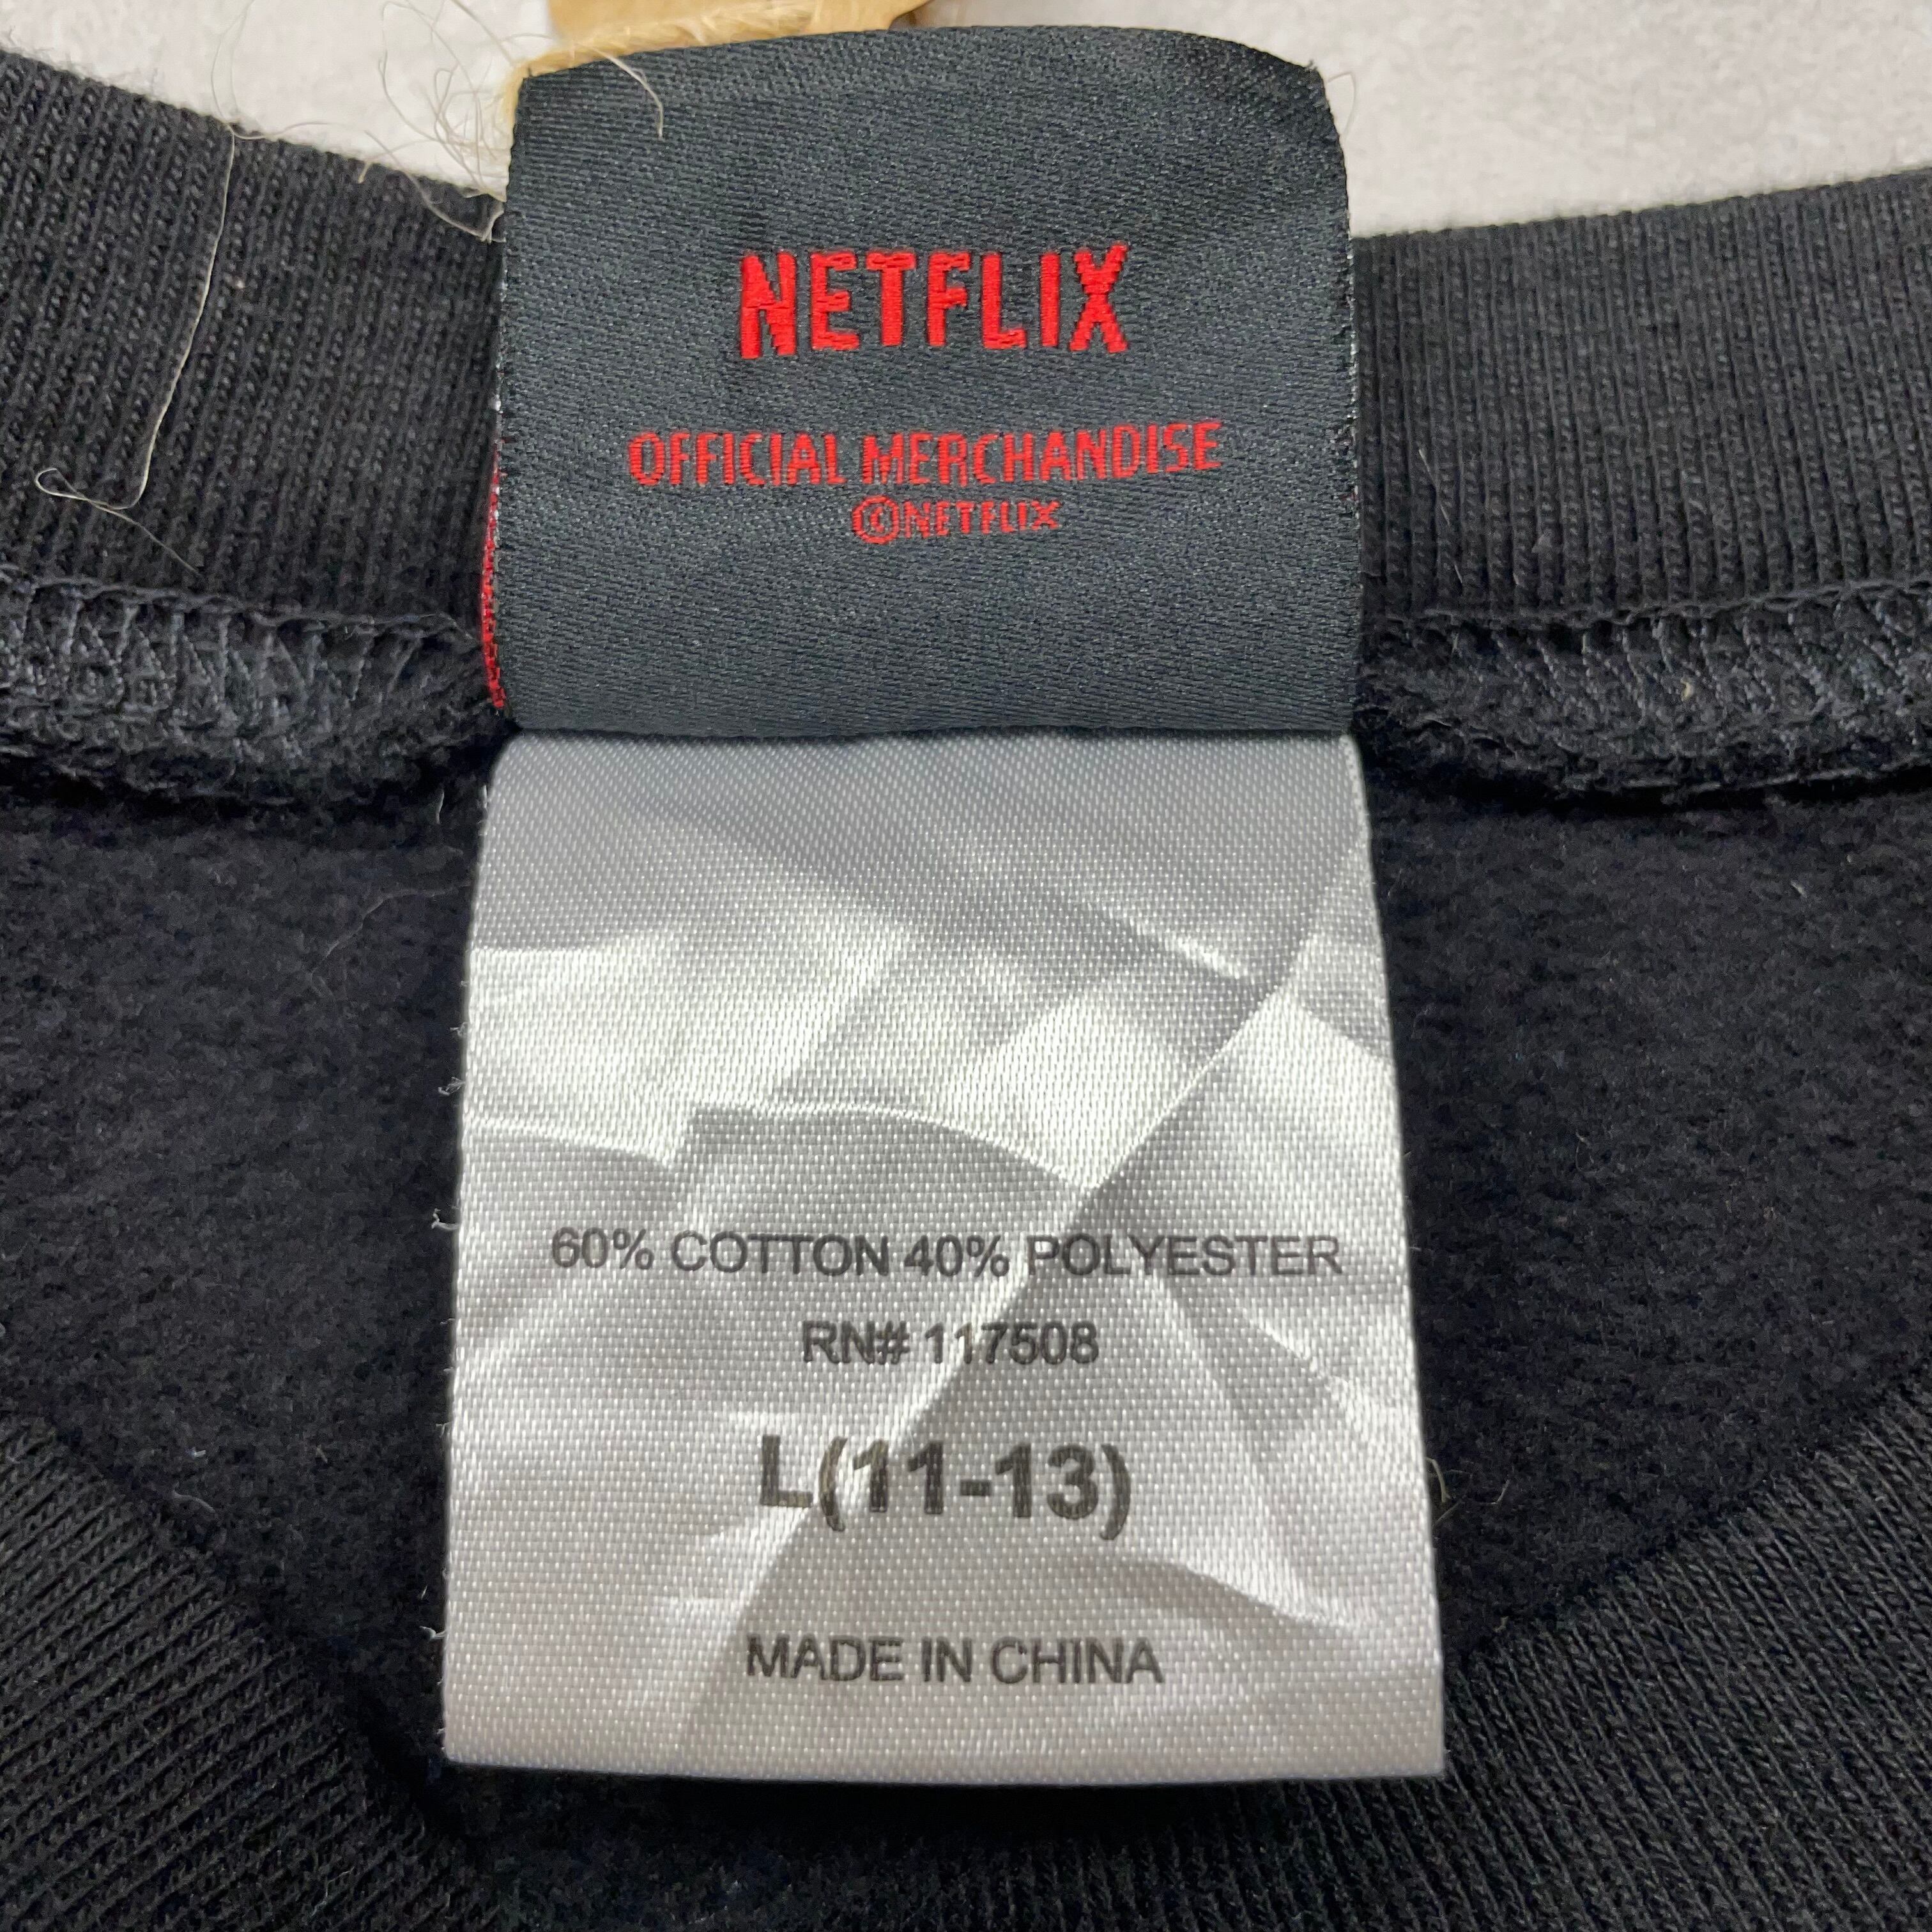 NETFLIX
OFFICIAL MERCHANDISE
©NETFLIX
60% COTTON 40% POLYESTER
RN# 117508
L(11-13)
MADE IN CHINA